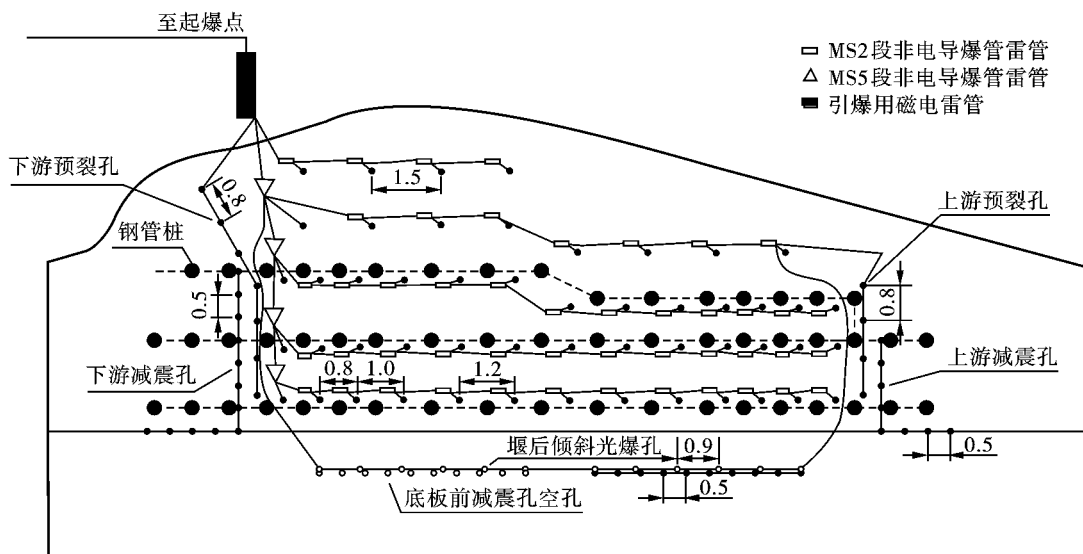 至起爆点
MS2段非电导爆管雷管
MS5段非电导爆管雷管
引爆用磁电雷管
下游预裂孔
0.8
1.5
上游预裂孔
钢管桩
0.5
0.8
下游减震孔
0.8
1.0
1.2
上游减震孔
堰后倾斜光爆孔
0.9
0.5
底板前减震孔空孔
0.5